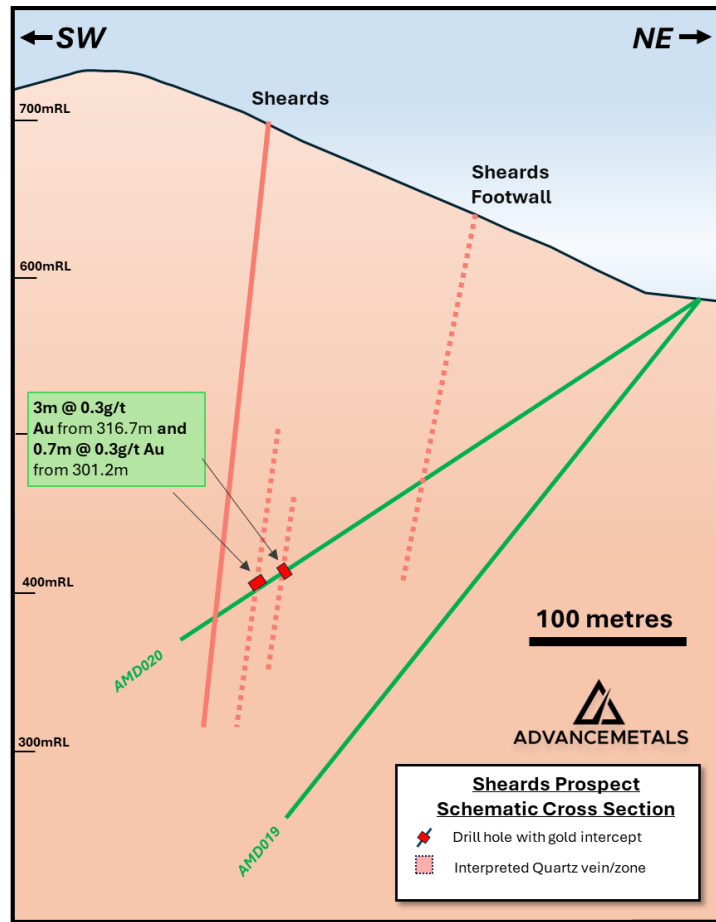 SW
NE
700mRL
Sheards
Sheards
Footwall
600mRL
3m @ 0.3g/t
Au from 316.7m and
0.7m @ 0.3g/t Au
from 301.2m
400mRL
100 metres
AMD020
ADVANCEMETALS
300mRL
Sheards Prospect
Schematic Cross Section
Drill hole with gold intercept
Interpreted Quartz vein/zone
AMD019